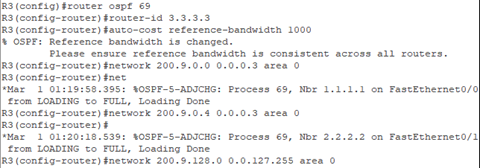 R3(config)#router ospf 69
R3(config-router)#router-id 3.3.3.3
R3(config-router)#auto-cost reference-bandwidth 1000
% OSPF: Reference bandwidth is changed.
Please ensure reference bandwidth is consistent across all routers.
R3(config-router)#network 200.9.0.0 0.0.0.3 area 0
R3(config-router)#net
*Mar 1 01:19:58.395: %OSPF-5-ADJCHG: Process 69, Nbr 1.1.1.1 on FastEthernet0/0
from LOADING to FULL, Loading Done
R3(config-router)#network 200.9.0.4 0.0.0.3 area 0
R3(config-router)#
*Mar 1 01:20:18.539: %OSPF-5-ADJCHG: Process 69, Nbr 2.2.2.2 on FastEthernet0/1
from LOADING to FULL, Loading Done
R3(config-router)#network 200.9.128.0 0.0.127.255 area 0